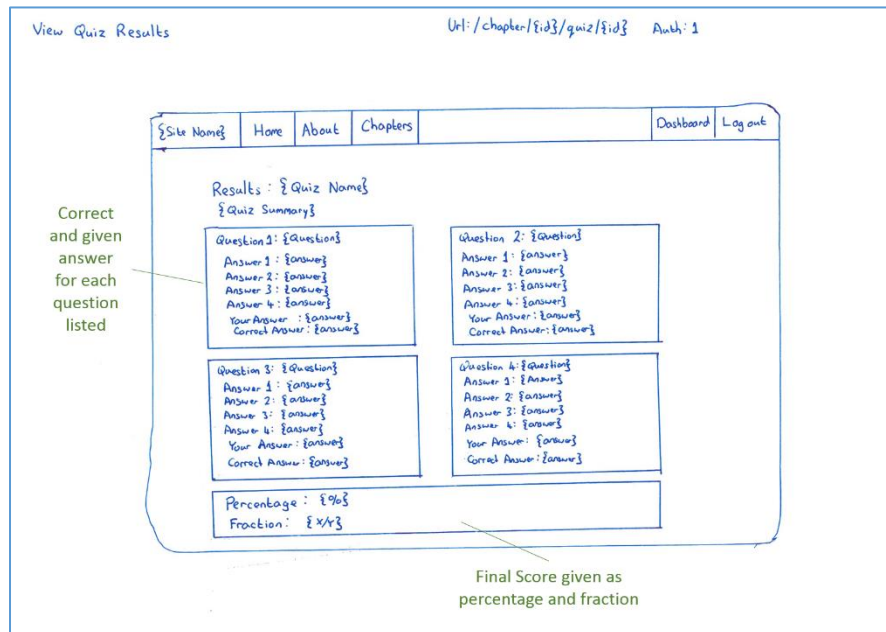 View Quiz Results
Url: /chapter/{id}/quiz/{id} Auth: 1
{Site Name} Home About Chapters Dashboard Log out
Results: {Quiz Name}
{Quiz Summary}
Correct
and given
answer
for each
question
listed
Question 1: {Question}
Answer 1: {answer}
Answer 2: {answer}
Answer 3: {answer}
Answer 4: {answer}
Your Answer: {answer}
Correct Answer: {answer}
Question 2: {Question}
Answer 1: {answer}
Answer 2: {answer}
Answer 3: {answer}
Answer 4: {answer}
Your Answer: {answer}
Correct Answer: {answer}
Question 3: {Question}
Answer 1: {answer}
Answer 2: {answer}
Answer 3: {answer}
Answer 4: {answer}
Your Answer: {answer}
Correct Answer: {answer}
Question 4: {Question}
Answer 1: {Answer}
Answer 2: {answer}
Answer 3: {answer}
Answer 4: {answer}
Your Answer: {answer}
Correct Answer: {answer}
Percentage: {%}
Fraction: {x/y}
Final Score given as
percentage and fraction